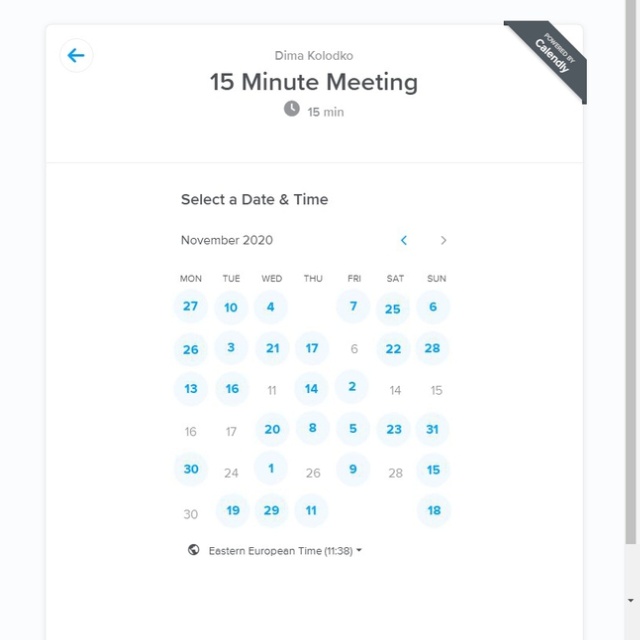 POWERED BY
Calendly
Dima Kolodko
15 Minute Meeting
15 min
Select a Date & Time
November 2020
MON TUE WED THU FRI SAT SUN
27 10 4 7 25 6
26 3 21 17 6 22 28
13 16 11 14 2 14 15
16 17 20 8 5 23 31
30 24 1 26 9 28 15
30 19 29 11 18
Eastern European Time (11:38)